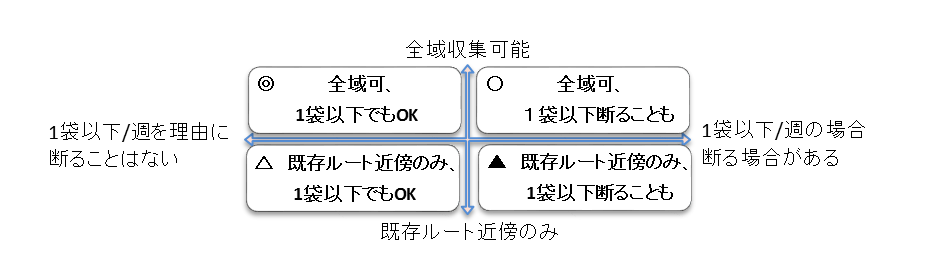 全域収集可能
◎ 全域可、
1袋以下でもOK
○ 全域可、
１袋以下断ることも
1袋以下/週を理由に
断ることはない
1袋以下/週の場合
断る場合がある
△ 既存ルート近傍のみ、
1袋以下でもOK
▲ 既存ルート近傍のみ、
1袋以下断ることも
既存ルート近傍のみ